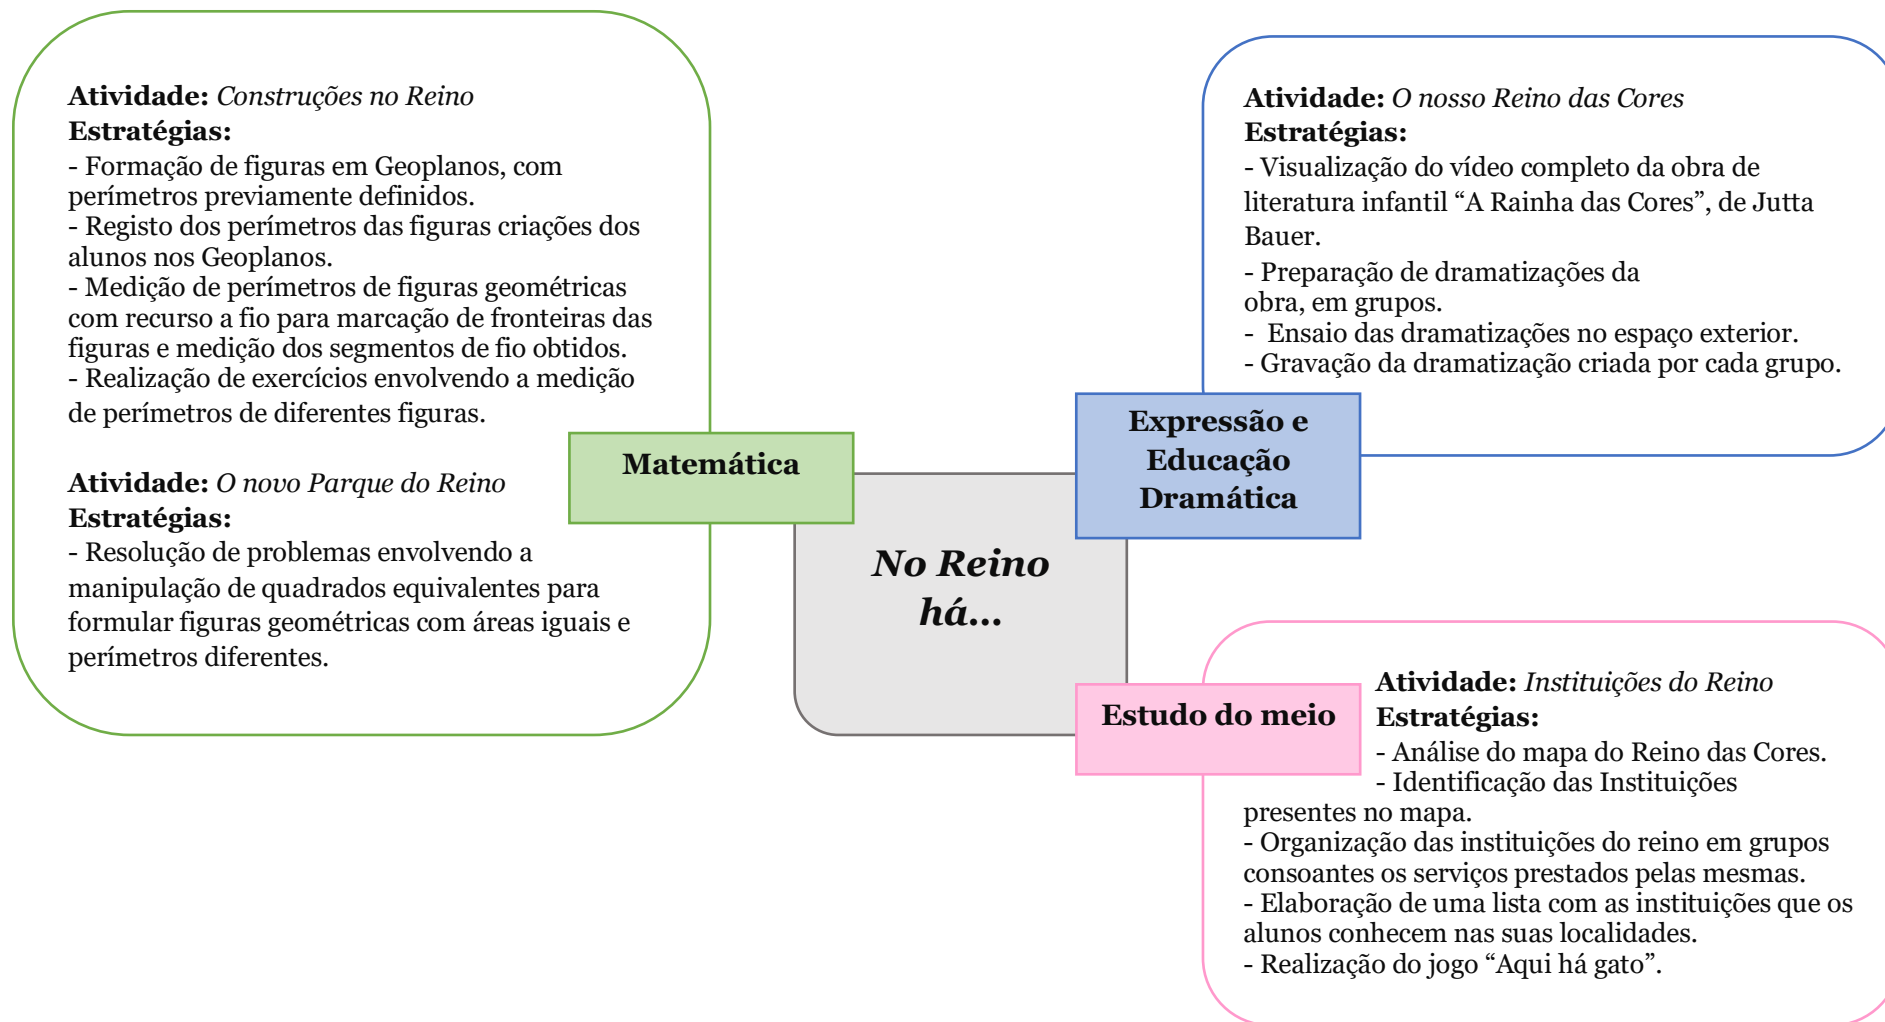 Atividade: Construções no Reino
Estratégias:
- Formação de figuras em Geoplanos, com
perímetros previamente definidos.
- Registo dos perímetros das figuras criações dos
alunos nos Geoplanos.
- Medição de perímetros de figuras geométricas
com recurso a fio para marcação de fronteiras das
figuras e medição dos segmentos de fio obtidos.
- Realização de exercícios envolvendo a medição
de perímetros de diferentes figuras.
Atividade: O novo Parque do Reino
Estratégias:
- Resolução de problemas envolvendo a
manipulação de quadrados equivalentes para
formular figuras geométricas com áreas iguais e
perímetros diferentes.
Matemática
No Reino
há...
Expressão e
Educação
Dramática
Atividade: O nosso Reino das Cores
Estratégias:
- Visualização do vídeo completo da obra de
literatura infantil “A Rainha das Cores”, de Jutta
Bauer.
- Preparação de dramatizações da
obra, em grupos.
- Ensaio das dramatizações no espaço exterior.
- Gravação da dramatização criada por cada grupo.
Estudo do meio
Atividade: Instituições do Reino
Estratégias:
- Análise do mapa do Reino das Cores.
- Identificação das Instituições
presentes no mapa.
- Organização das instituições do reino em grupos
consoantes os serviços prestados pelas mesmas.
- Elaboração de uma lista com as instituições que os
alunos conhecem nas suas localidades.
- Realização do jogo “Aqui há gato”.